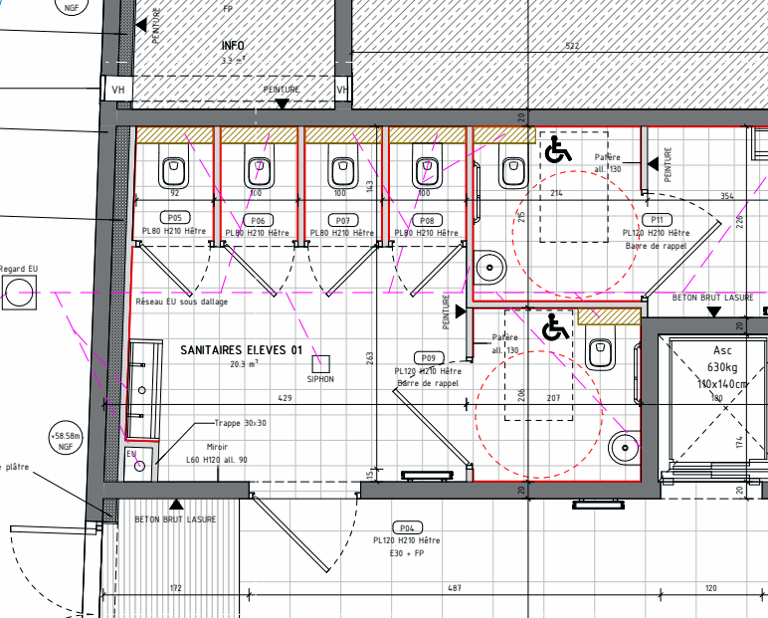 NGF
FP
PEINTURE
INFO
3.3 m²
522
VH
PEINTURE
VH
20
Patère
all. 130
PEINTURE
92
100
143
100
100
214
354
P05
PL80 H210 Hêtre
P06
PL80 H210 Hêtre
P07
PL80 H210 Hêtre
P08
PL80 H210 Hêtre
215
P11
PL120 H210 Hêtre
Barre de rappel
226
Regard EU
Réseau EU sous dallage
PEINTURE
BETON BRUT LASURE
20
SANITAIRES ELEVES 01
20.3 m²
SIPHON
263
P09
PL120 H210 Hêtre
Barre de rappel
Patère
all. 130
Asc
630kg
110x140cm
180
429
206
207
+58.58m
NGF
Trappe 30x30
Miroir
L60 H120 all. 90
EN
174
e plâtre
15
20
20
BETON BRUT LASURE
P04
PL120 H210 Hêtre
E30 + FP
172
487
120